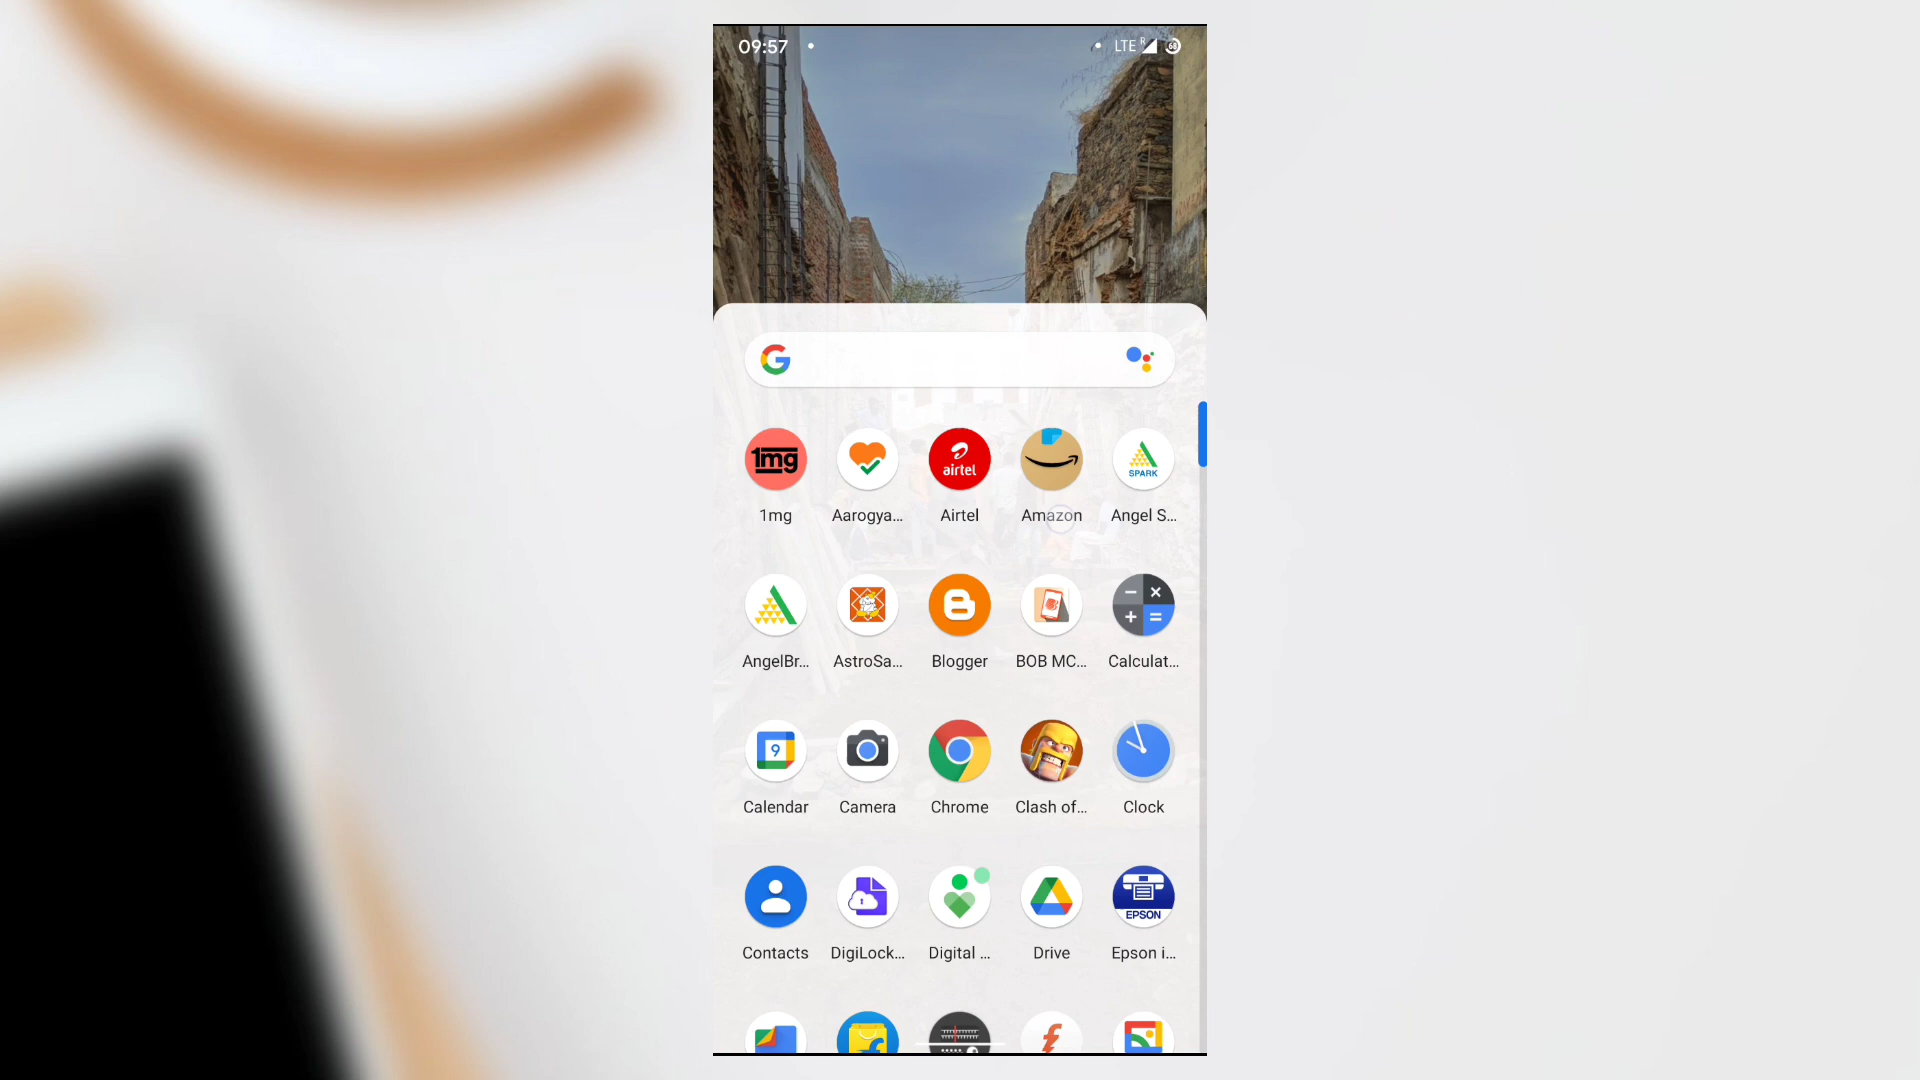 09:57 LTE R 68
1mg airtel SPARK
1mg Aarogya... Airtel Amazon Angel S...
AngelBr... AstroSa... Blogger BOB MC... Calculat...
9
Calendar Camera Chrome Clash of... Clock
EPSON
Contacts DigiLock... Digital ... Drive Epson i...